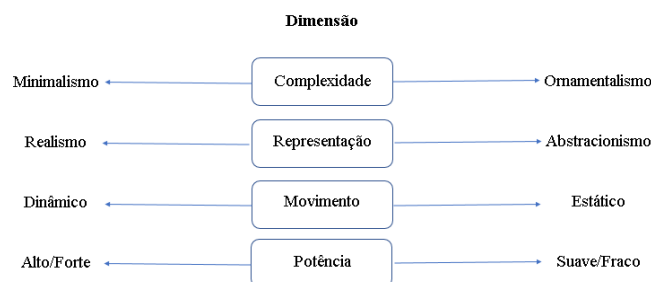 Dimensão
Minimalismo Complexidade Ornamentalismo
Realismo Representação Abstracionismo
Dinâmico Movimento Estático
Alto/Forte Potência Suave/Fraco